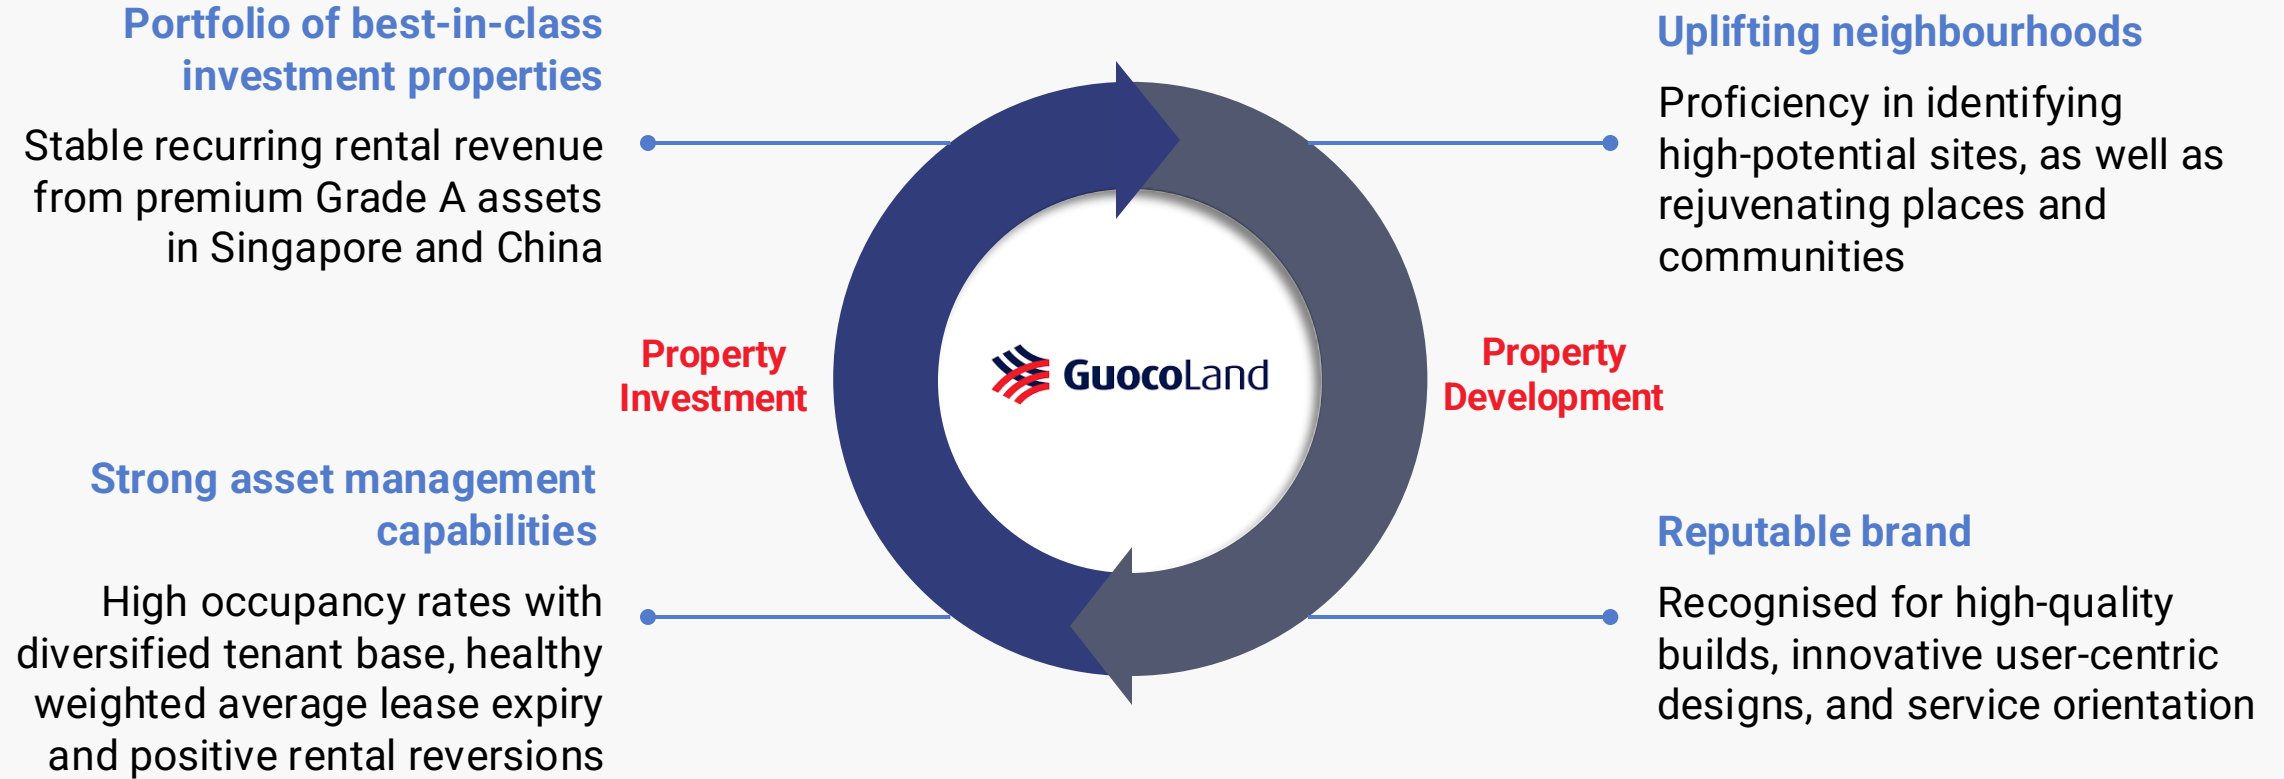 Portfolio of best-in-class
investment properties
Stable recurring rental revenue
from premium Grade A assets
in Singapore and China
Uplifting neighbourhoods
Proficiency in identifying
high-potential sites, as well as
rejuvenating places and
communities
Property
Investment
GuocoLand
Property
Development
Strong asset management
capabilities
High occupancy rates with
diversified tenant base, healthy
weighted average lease expiry
and positive rental reversions
Reputable brand
Recognised for high-quality
builds, innovative user-centric
designs, and service orientation